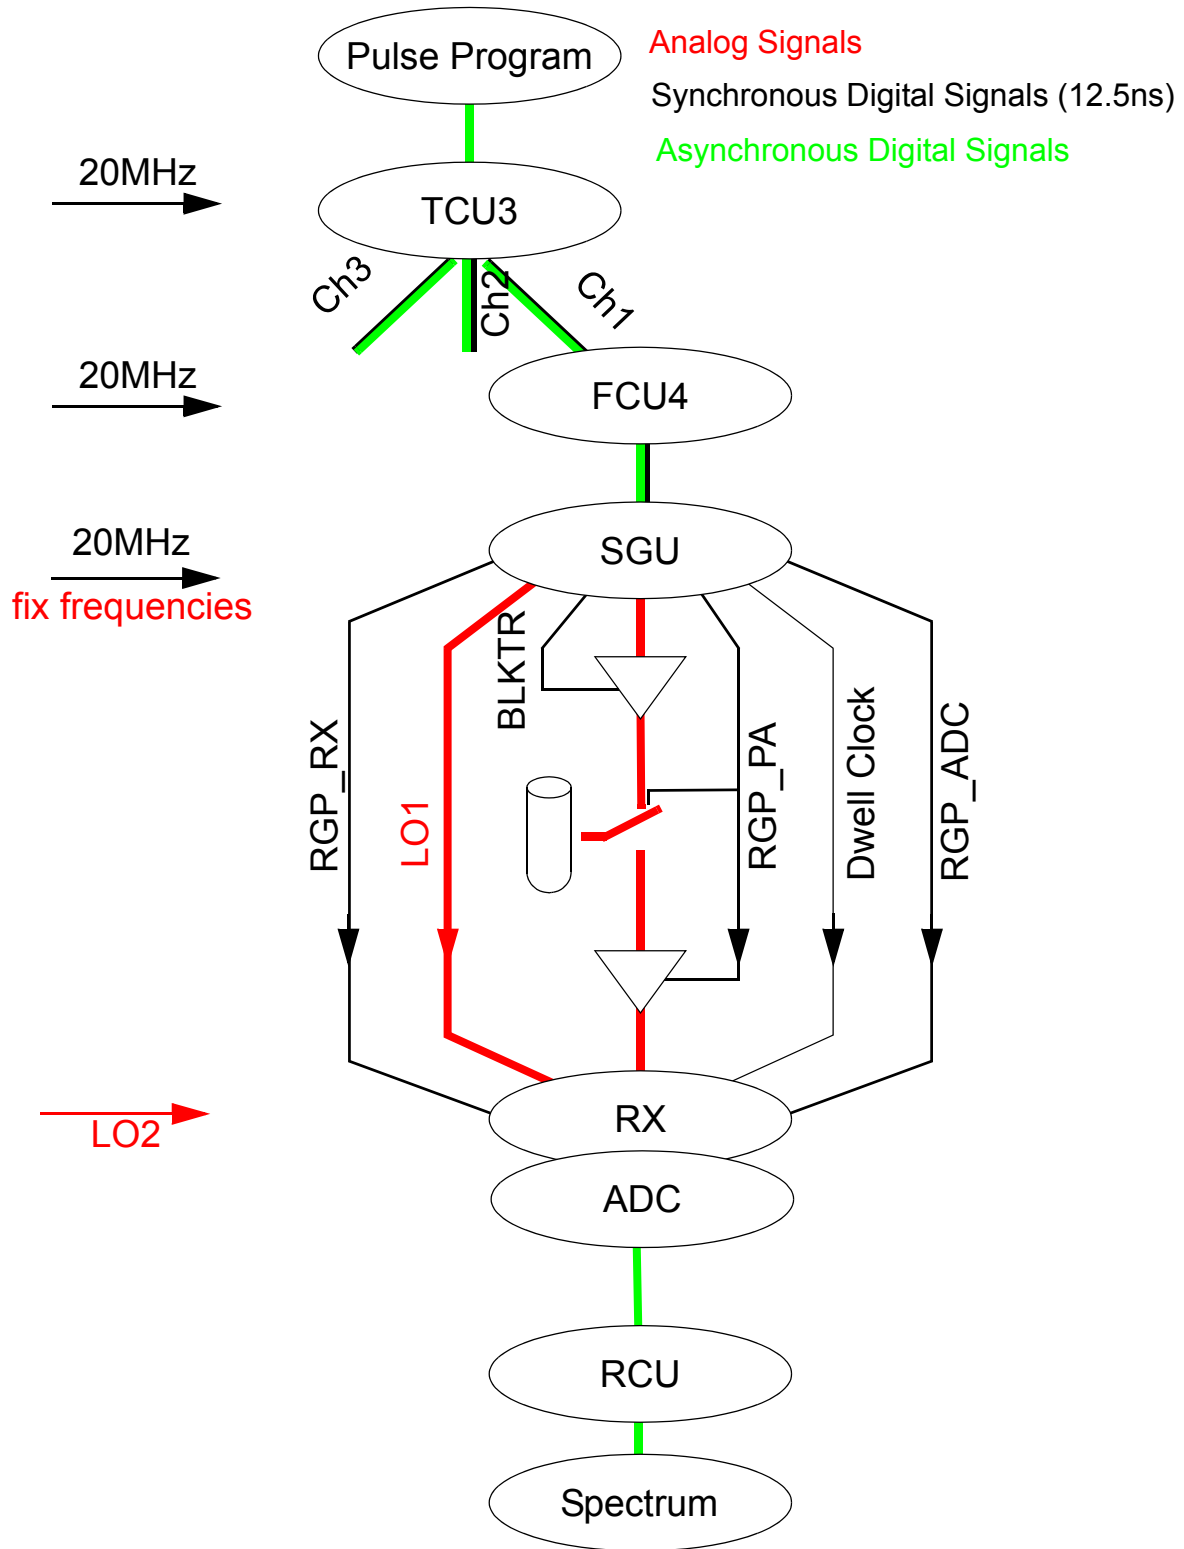 Pulse Program
Analog Signals
Synchronous Digital Signals (12.5ns)
Asynchronous Digital Signals
20MHz
TCU3
Ch3
Ch2
Ch1
20MHz
FCU4
20MHz
fix frequencies
SGU
BLKTR
RGP_RX
LO1
RGP_PA
Dwell Clock
RGP_ADC
LO2
RX
ADC
RCU
Spectrum